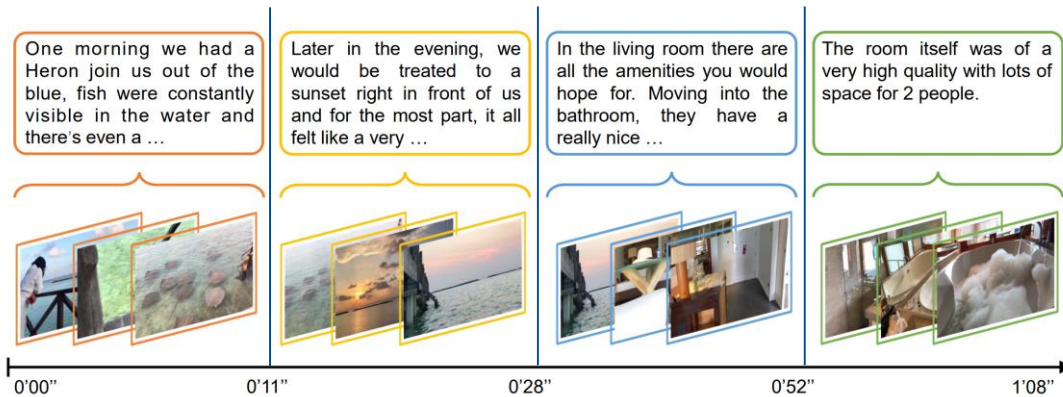 One morning we had a
Heron join us out of the
blue, fish were constantly
visible in the water and
there's even a …
Later in the evening, we
would be treated to a
sunset right in front of us
and for the most part, it all
felt like a very …
In the living room there are
all the amenities you would
hope for. Moving into the
bathroom, they have a
really nice …
The room itself was of a
very high quality with lots of
space for 2 people.
0'00" 0'11" 0'28" 0'52" 1'08"